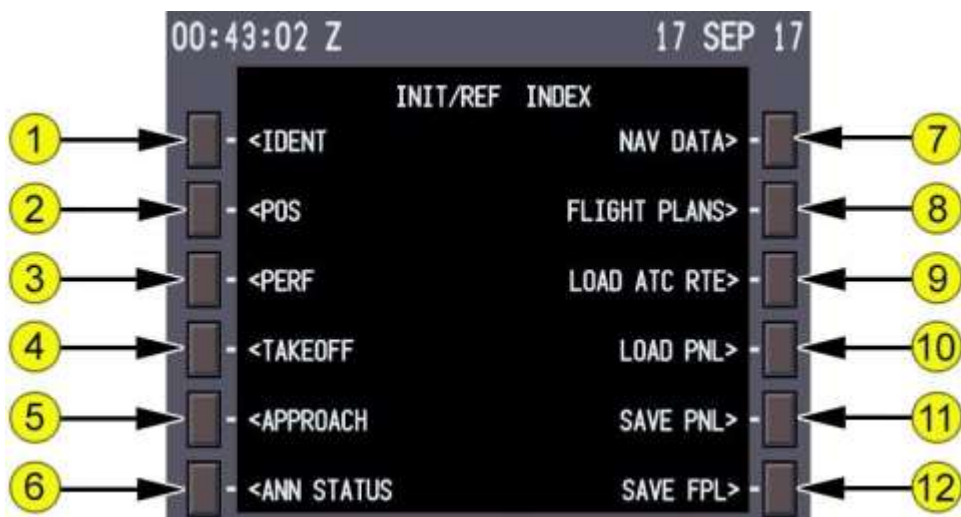 00:43:02 Z 17 SEP 17
INIT/REF INDEX
1 <IDENT NAV DATA> 7
2 <POS FLIGHT PLANS> 8
3 <PERF LOAD ATC RTE> 9
4 <TAKEOFF LOAD PNL> 10
5 <APPROACH SAVE PNL> 11
6 <ANN STATUS SAVE FPL> 12